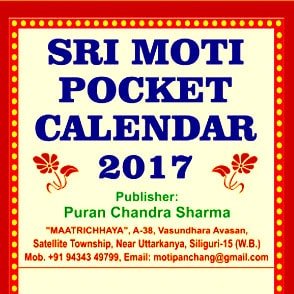 SRI MOTI
POCKET
CALENDAR
2017
Publisher:
Puran Chandra Sharma
"MAATRICHHAYA", A-38, Vasundhara Avasan,
Satellite Township, Near Uttarkanya, Siliguri-15 (W.B.)
Mob. +91 94343 49799, Email: motipanchang@gmail.com